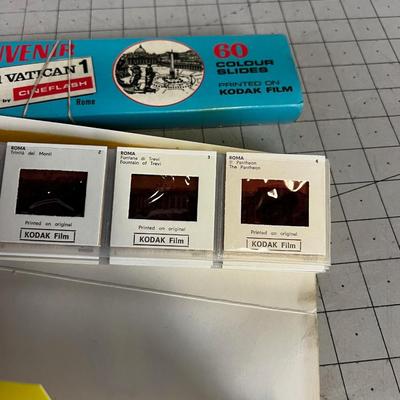 VENIR
VATICAN 1
by CINEFLASH Rome
60
COLOUR
SLIDES
PRINTED ON
KODAK FILM
ROMA 2
Trinità dei Monti
Printed on original
KODAK Film
ROMA 3
Fontana di Trevi
Fountain of Trevi
Printed on original
KODAK Film
ROMA 4
Il Pantheon
The Pantheon
Printed on original
KODAK Film